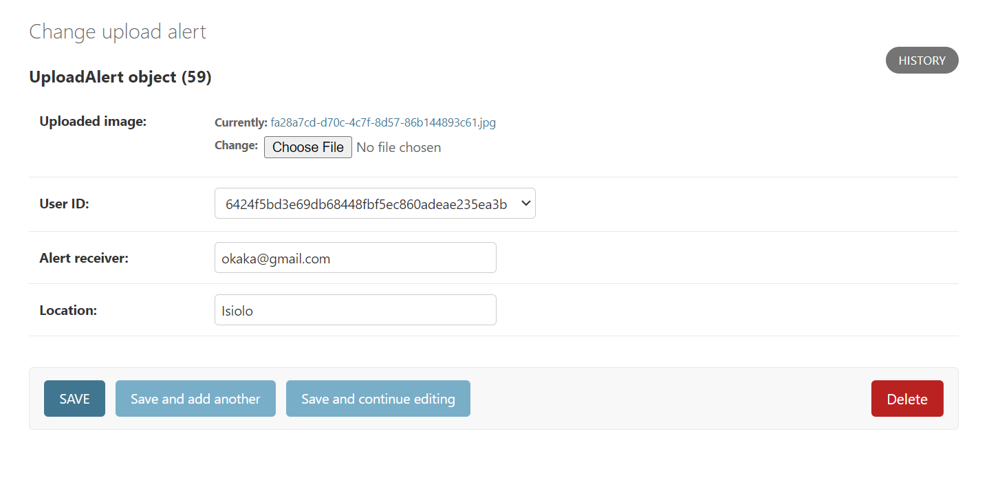 Change upload alert
HISTORY
UploadAlert object (59)
Uploaded image:
Currently: fa28a7cd-d70c-4c7f-8d57-86b144893c61.jpg
Change: Choose File No file chosen
User ID:
6424f5bd3e69db68448fbf5ec860adeae235ea3b
Alert receiver:
okaka@gmail.com
Location:
Isiolo
SAVE
Save and add another
Save and continue editing
Delete